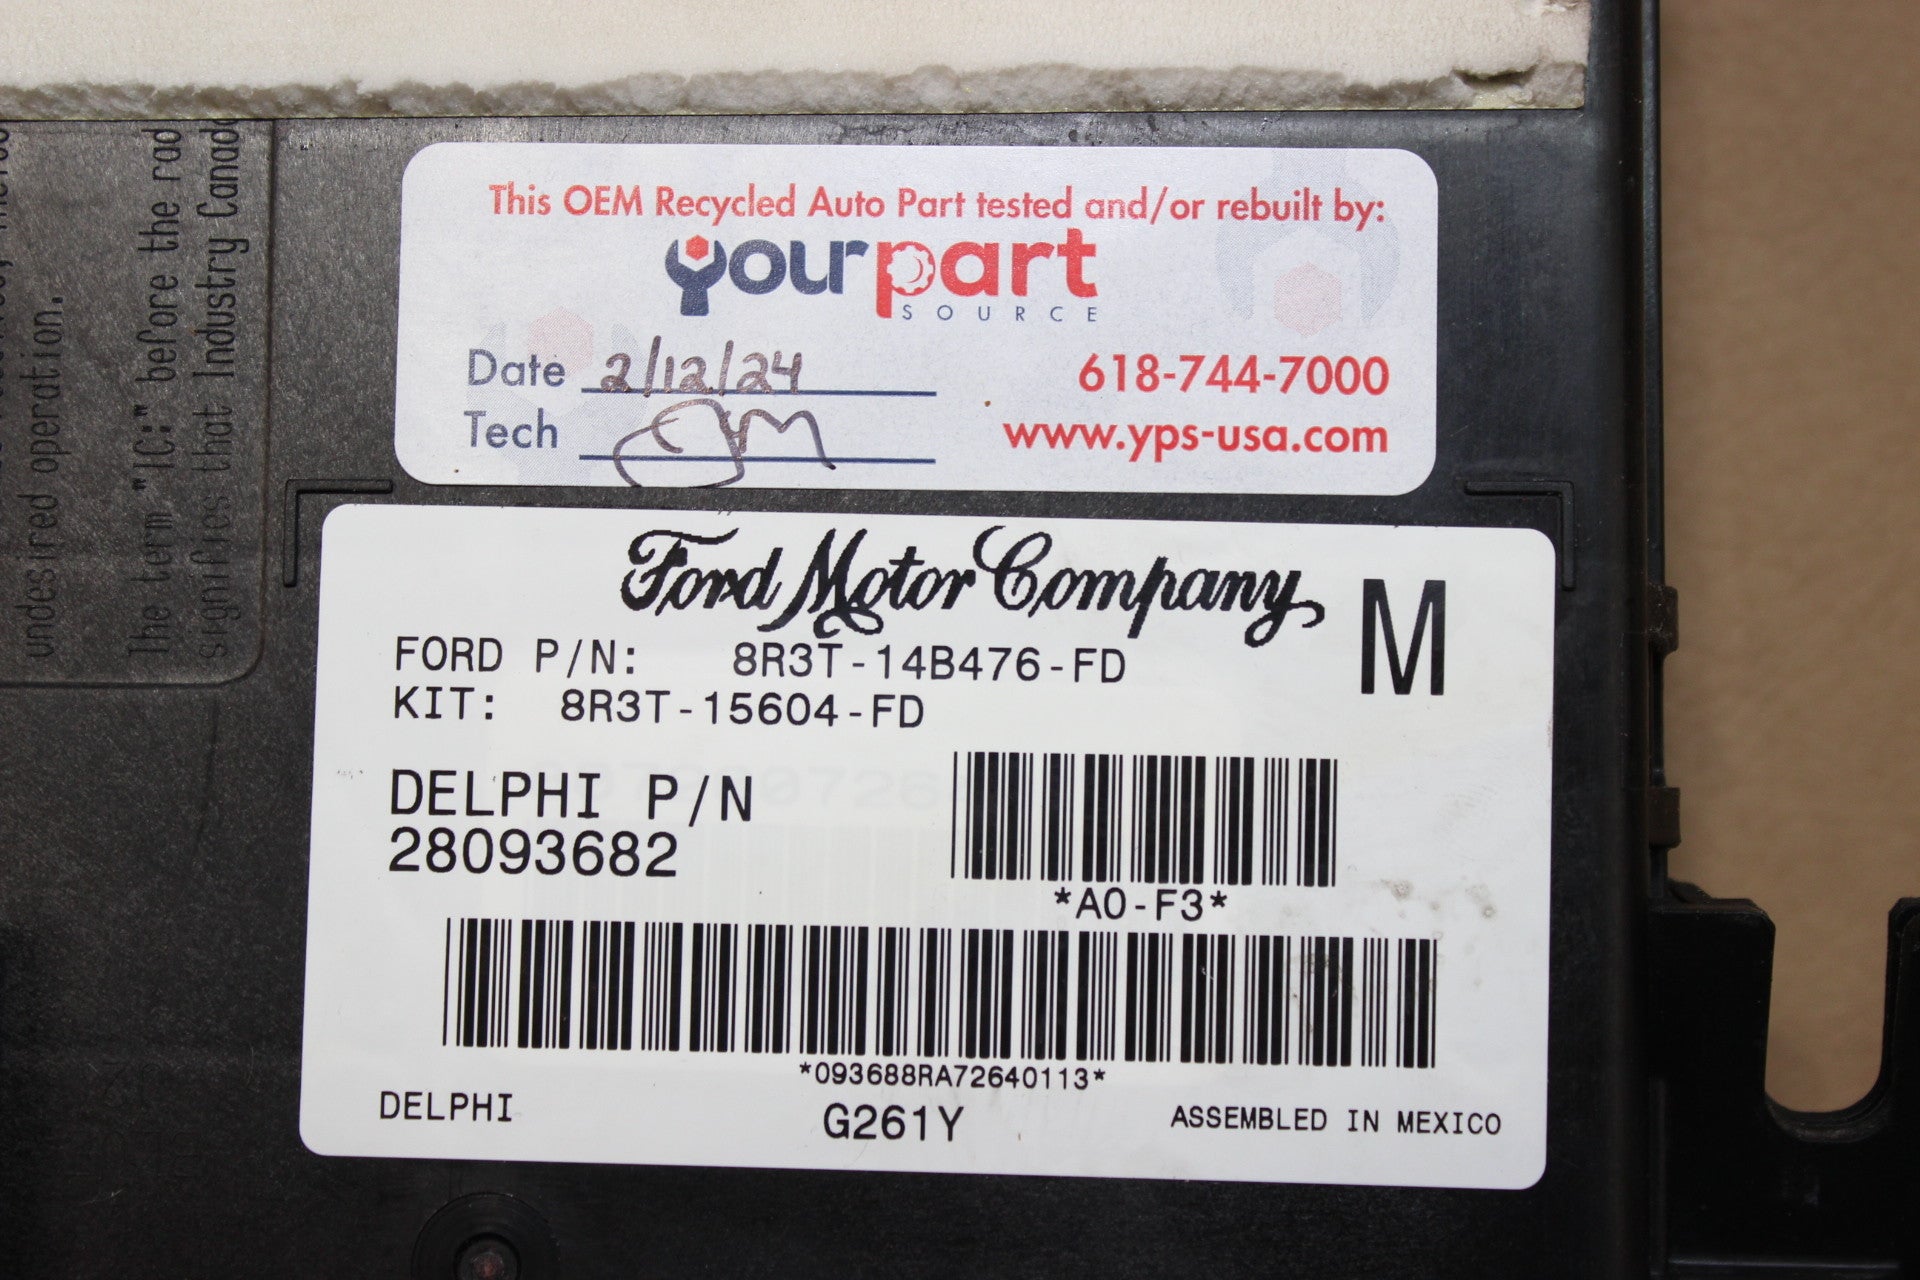 This OEM Recycled Auto Part tested and/or rebuilt by:
Yourpart
SOURCE
Date 2/12/24
618-744-7000
Tech JM
www.yps-usa.com
undesired operation.
The term "IC:" before the rad
signifies that Industry Canad
Ford Motor Company
M
FORD P/N: 8R3T-14B476-FD
KIT: 8R3T-15604-FD
DELPHI P/N
28093682
*A0-F3*
*093688RA72640113*
DELPHI
G261Y
ASSEMBLED IN MEXICO